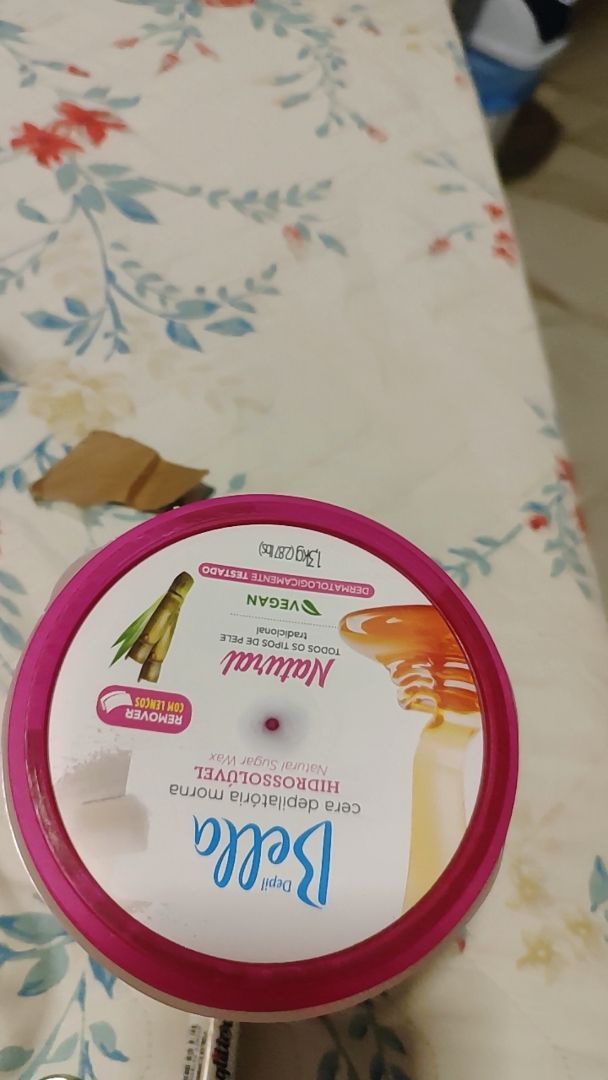 Depil
Bella
cera depilatória morna
HIDROSSOLÚVEL
Natural Sugar Wax
REMOVER
COM LENÇOS
Natural
TODOS OS TIPOS DE PELE
tradicional
VEGAN
DERMATOLOGICAMENTE TESTADO
1,3kg (2.87 lbs)
glitter